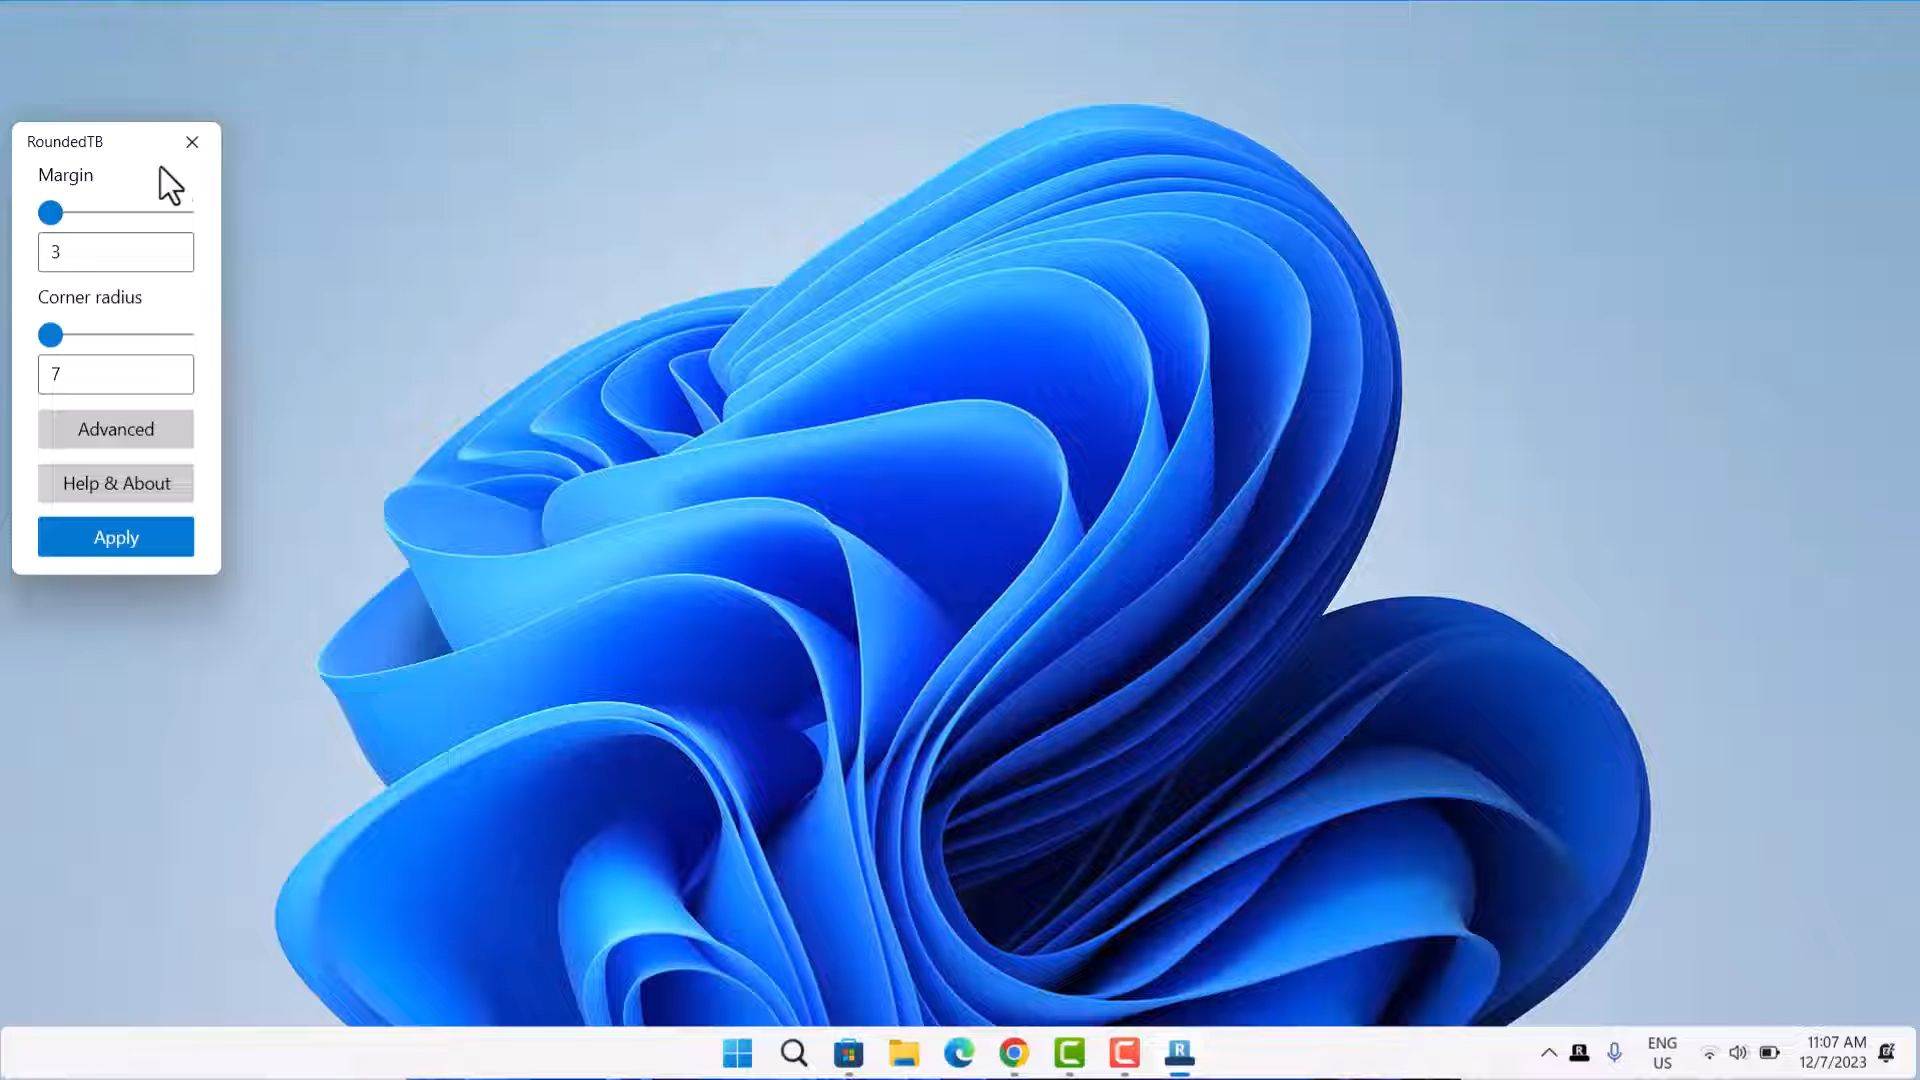 RoundedTB
Margin
3
Corner radius
7
Advanced
Help & About
Apply
R
R
ENG
US
11:07 AM
12/7/2023